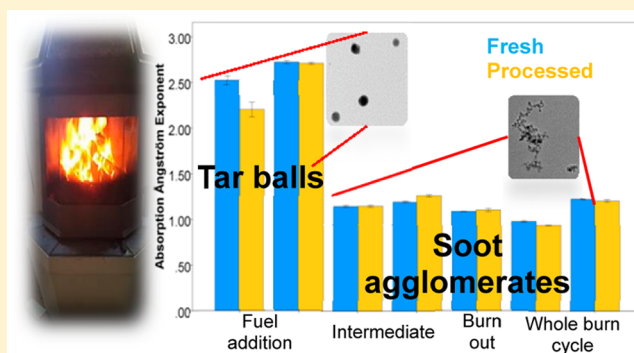 Absorption Ångström Exponent
3.00
2.50
2.00
1.50
1.00
.50
.00
Fresh
Processed
Tar balls
Soot
agglomerates
Fuel
addition
Intermediate
Burn
out
Whole burn
cycle